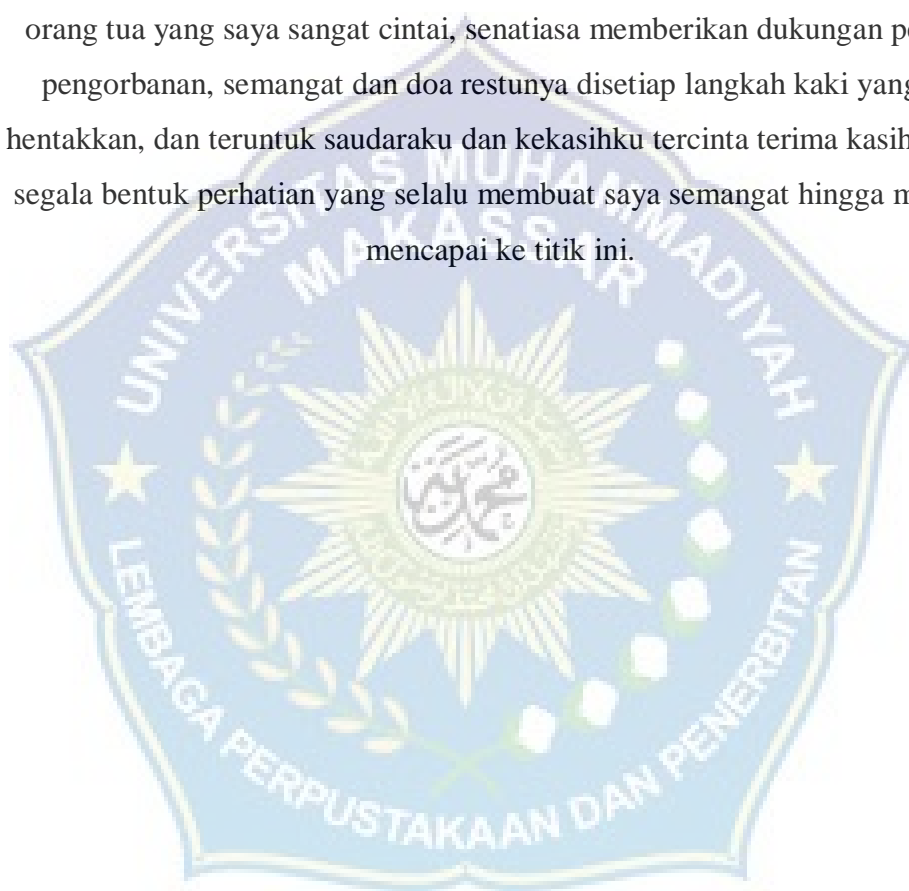 orang tua yang saya sangat cintai, senatiasa memberikan dukungan
pengorbanan, semangat dan doa restunya disetiap langkah kaki yang
hentakkan, dan teruntuk saudaraku dan kekasihku tercinta terima kasih
segala bentuk perhatian yang selalu membuat saya semangat hingga
mencapai ke titik ini.
UNIVERSITAS MUHAMMADIYAH
MAKASSAR
محمدية
LEMBAGA PERPUSTAKAAN DAN PENERBITAN